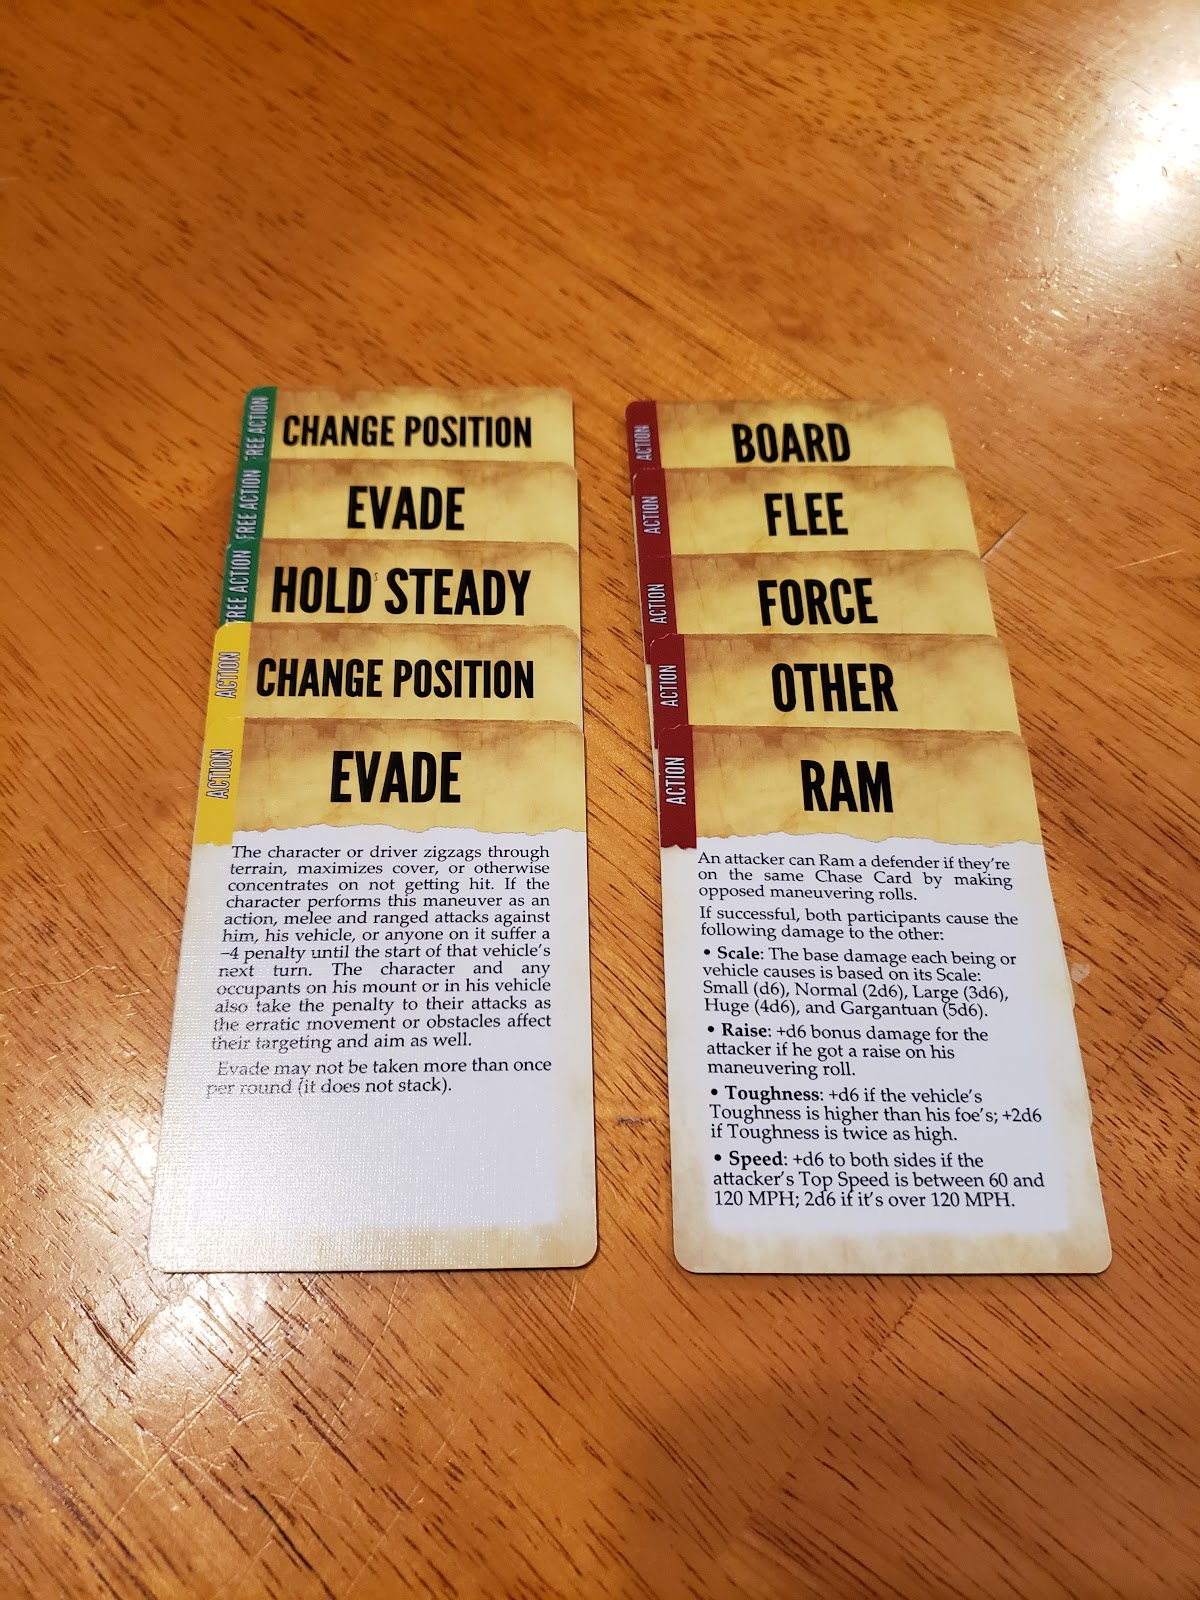 FREE ACTION
CHANGE POSITION
FREE ACTION
EVADE
FREE ACTION
HOLD STEADY
ACTION
CHANGE POSITION
ACTION
EVADE
The character or driver zigzags through
terrain, maximizes cover, or otherwise
concentrates on not getting hit. If the
character performs this maneuver as an
action, melee and ranged attacks against
him, his vehicle, or anyone on it suffer a
–4 penalty until the start of that vehicle's
next turn. The character and any
occupants on his mount or in his vehicle
also take the penalty to their attacks as
the erratic movement or obstacles affect
their targeting and aim as well.
Evade may not be taken more than once
per round (it does not stack).
ACTION
BOARD
ACTION
FLEE
ACTION
FORCE
ACTION
OTHER
ACTION
RAM
An attacker can Ram a defender if they're
on the same Chase Card by making
opposed maneuvering rolls.
If successful, both participants cause the
following damage to the other:
• Scale: The base damage each being or
vehicle causes is based on its Scale:
Small (d6), Normal (2d6), Large (3d6),
Huge (4d6), and Gargantuan (5d6).
• Raise: +d6 bonus damage for the
attacker if he got a raise on his
maneuvering roll.
• Toughness: +d6 if the vehicle's
Toughness is higher than his foe's; +2d6
if Toughness is twice as high.
• Speed: +d6 to both sides if the
attacker's Top Speed is between 60 and
120 MPH; 2d6 if it's over 120 MPH.